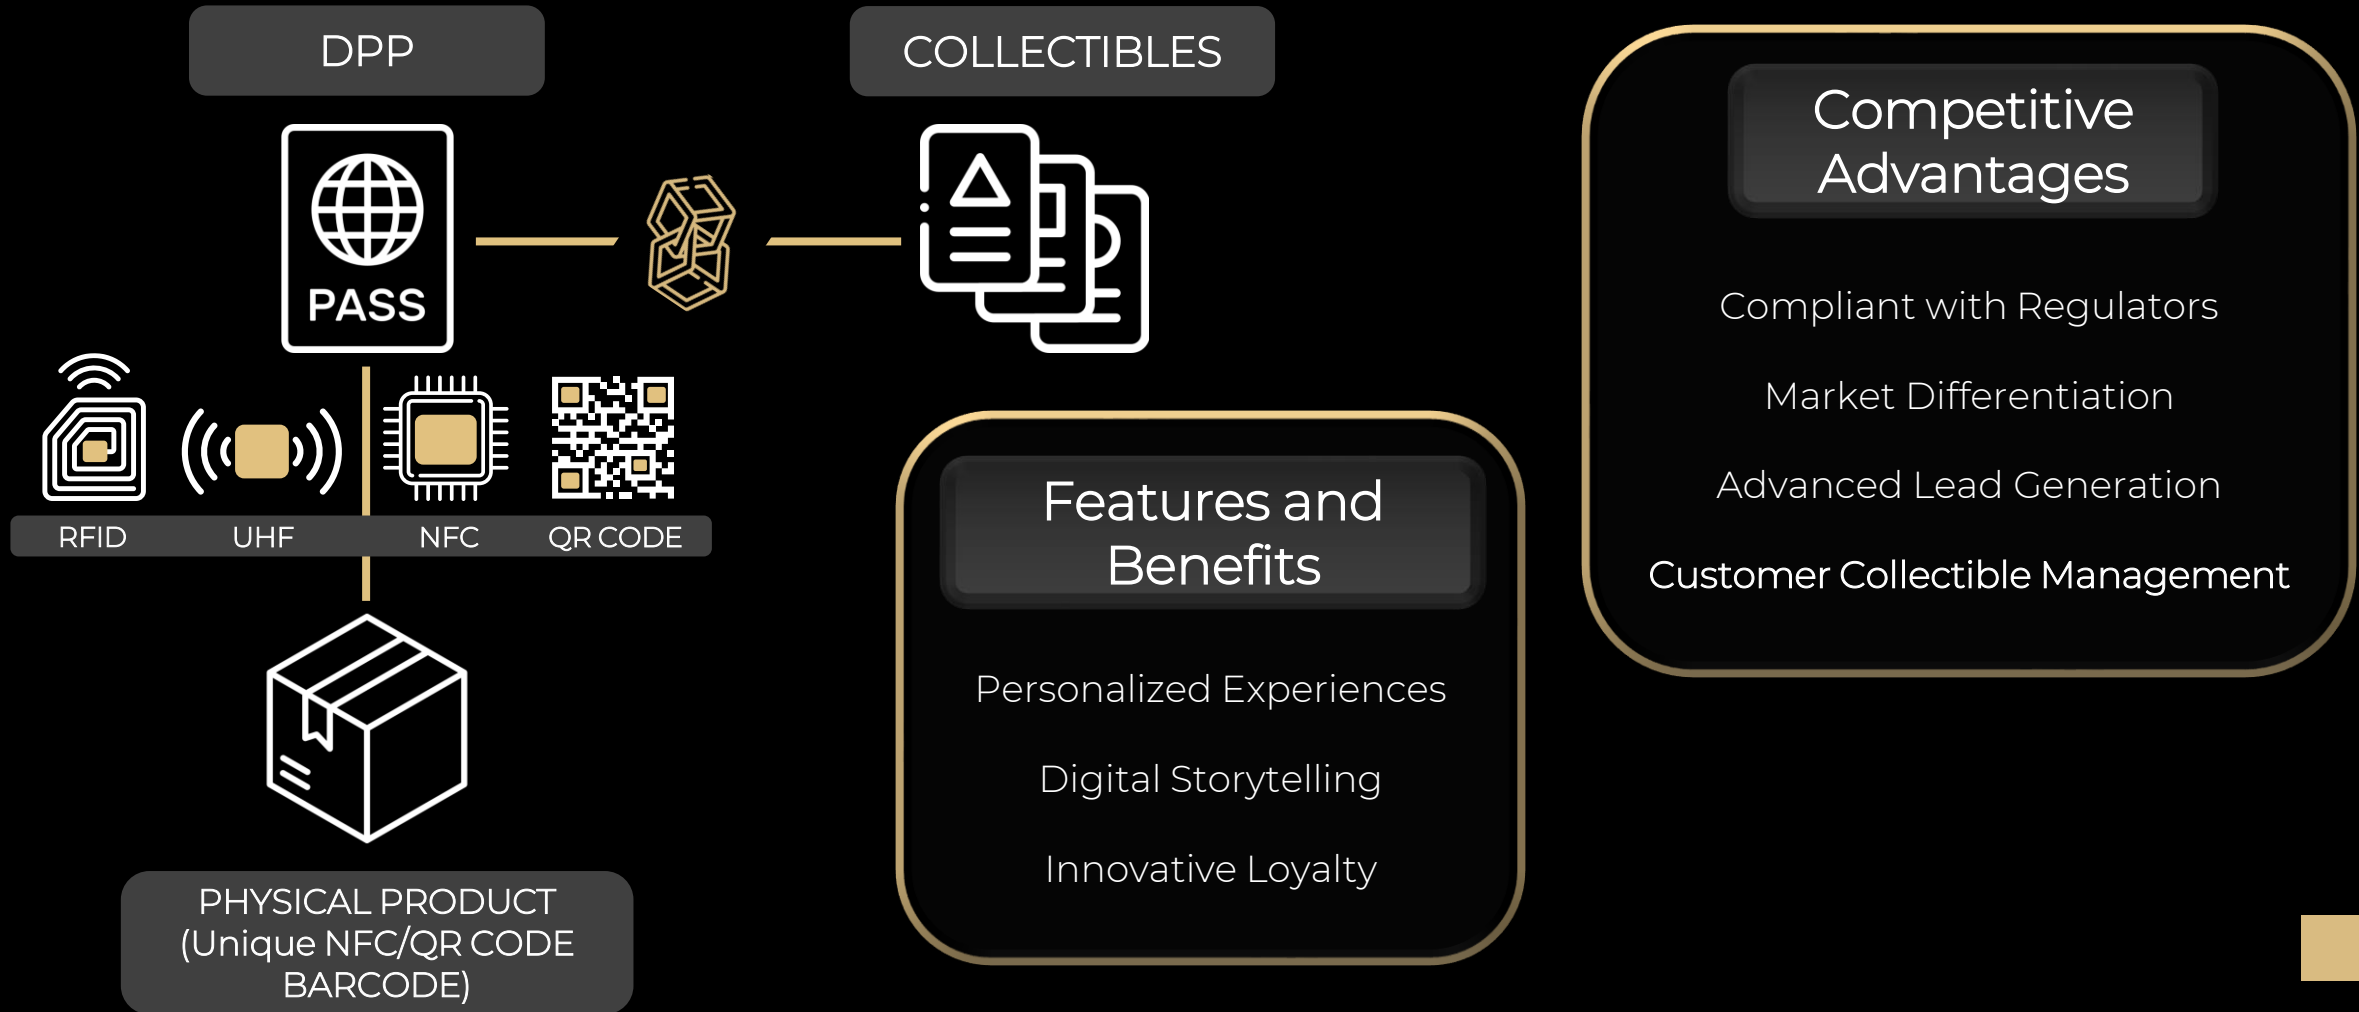 DPP
COLLECTIBLES
PASS
RFID
UHF
NFC
QR CODE
PHYSICAL PRODUCT
(Unique NFC/QR CODE
BARCODE)
Features and
Benefits
Personalized Experiences
Digital Storytelling
Innovative Loyalty
Competitive
Advantages
Compliant with Regulators
Market Differentiation
Advanced Lead Generation
Customer Collectible Management